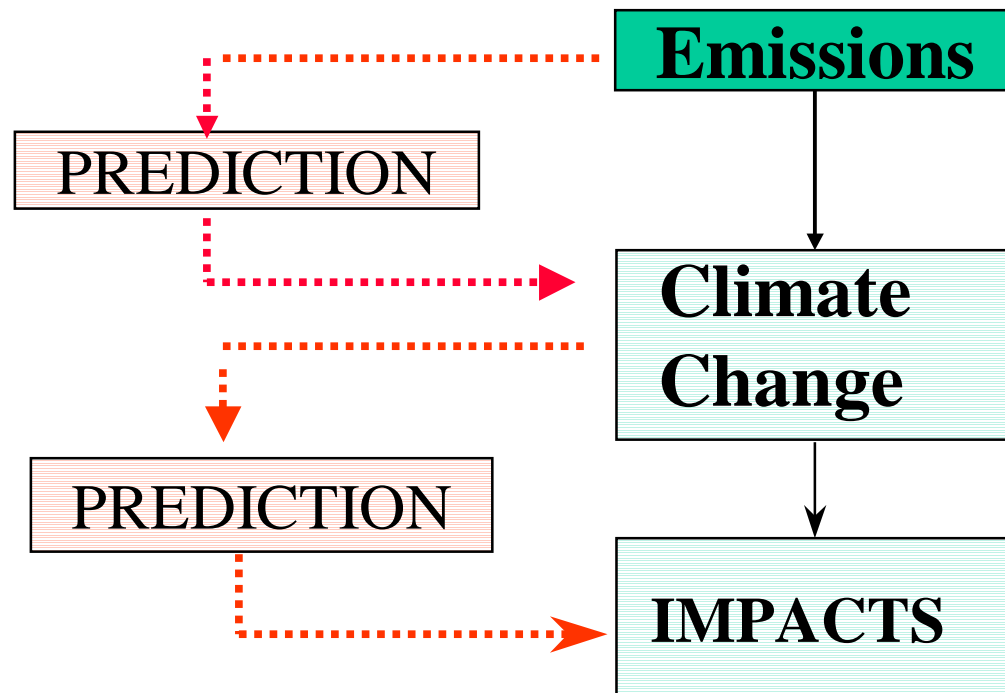 Emissions
PREDICTION
Climate
Change
PREDICTION
IMPACTS